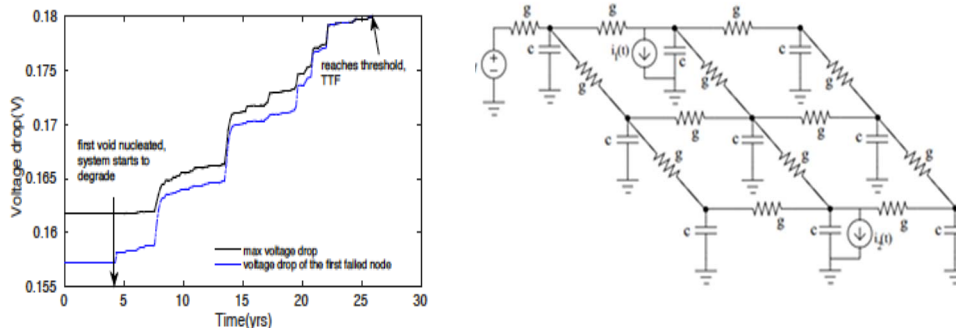 0.18
0.175
0.17
0.165
0.16
0.155
Voltage drop(V)
reaches threshold,
TTF
first void nucleated,
system starts to
degrade
max voltage drop
voltage drop of the first failed node
0 5 10 15 20 25 30
Time(yrs)
g g g
c i₁(t) c c
g g g
g g
c c c
g g g
g g
c c i₂(t) c